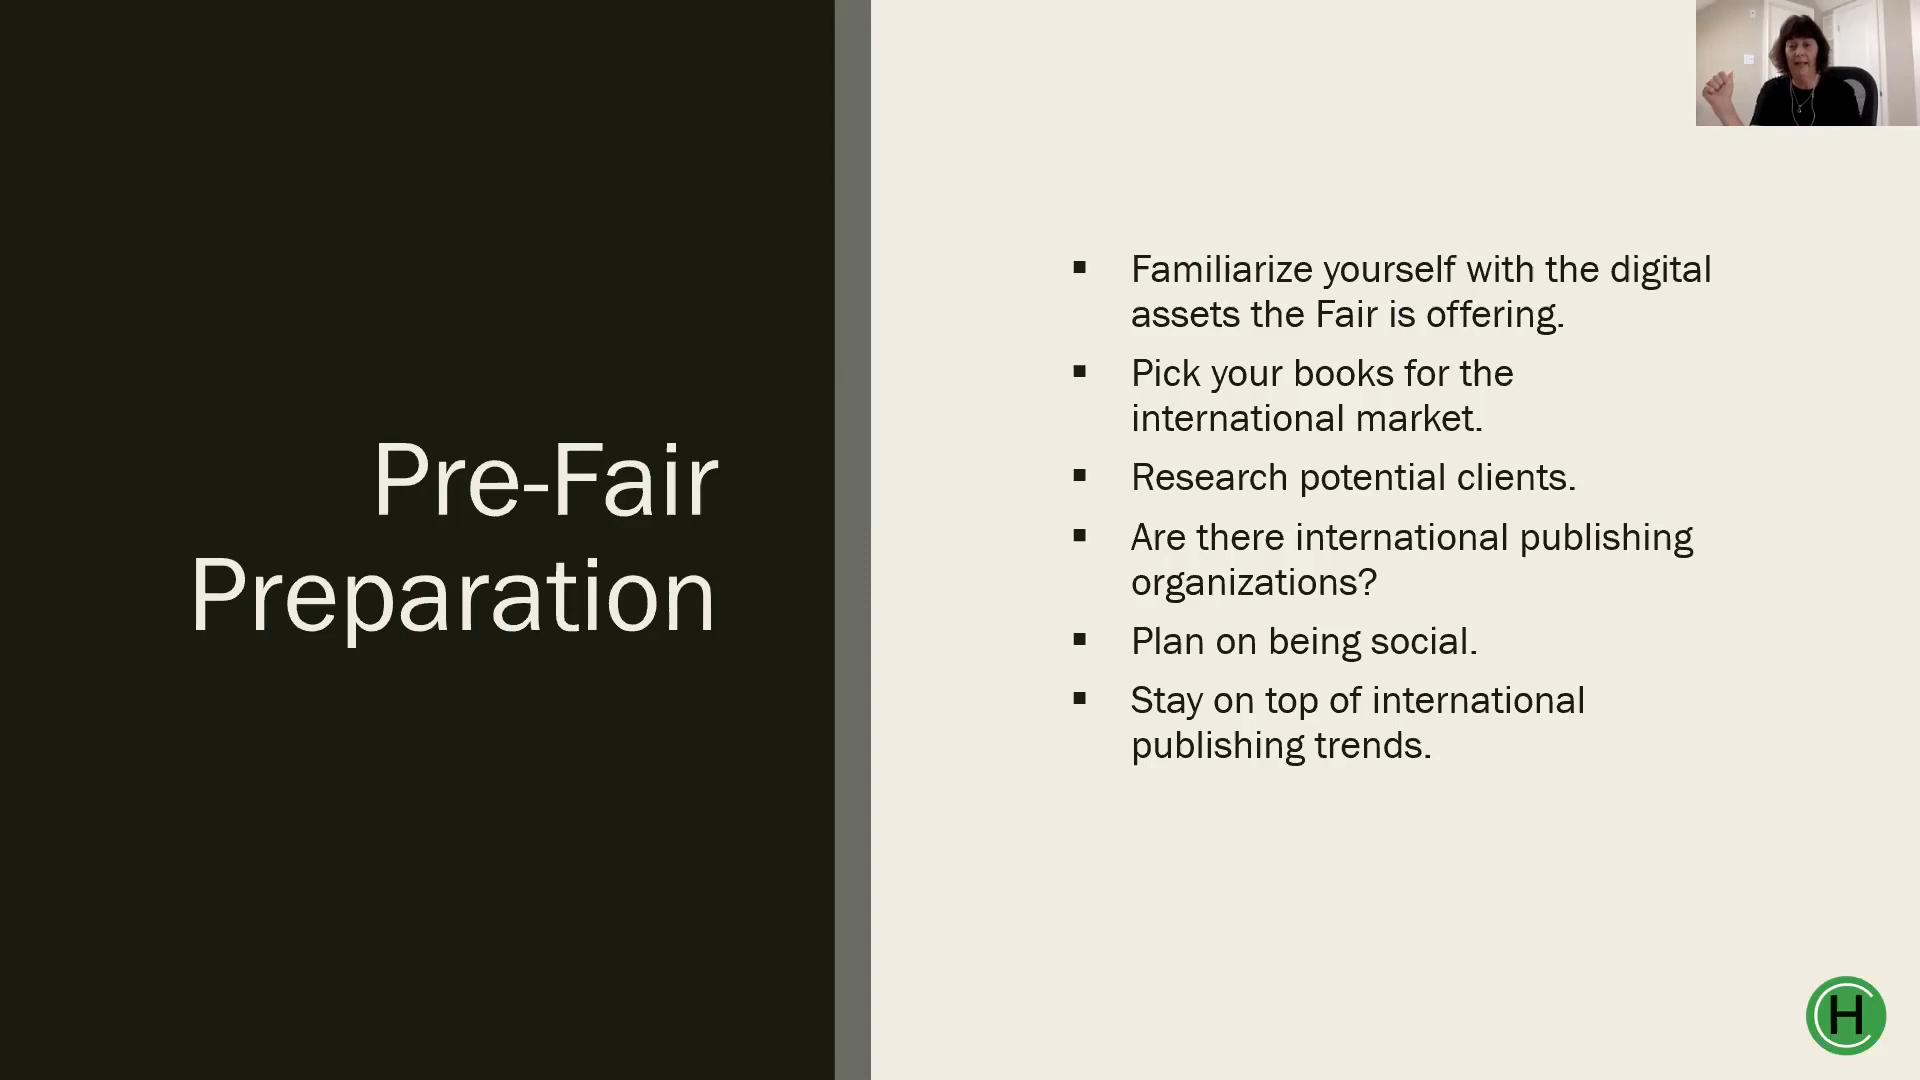 Pre-Fair
Preparation
▪ Familiarize yourself with the digital
assets the Fair is offering.
▪ Pick your books for the
international market.
▪ Research potential clients.
▪ Are there international publishing
organizations?
▪ Plan on being social.
▪ Stay on top of international
publishing trends.
CH